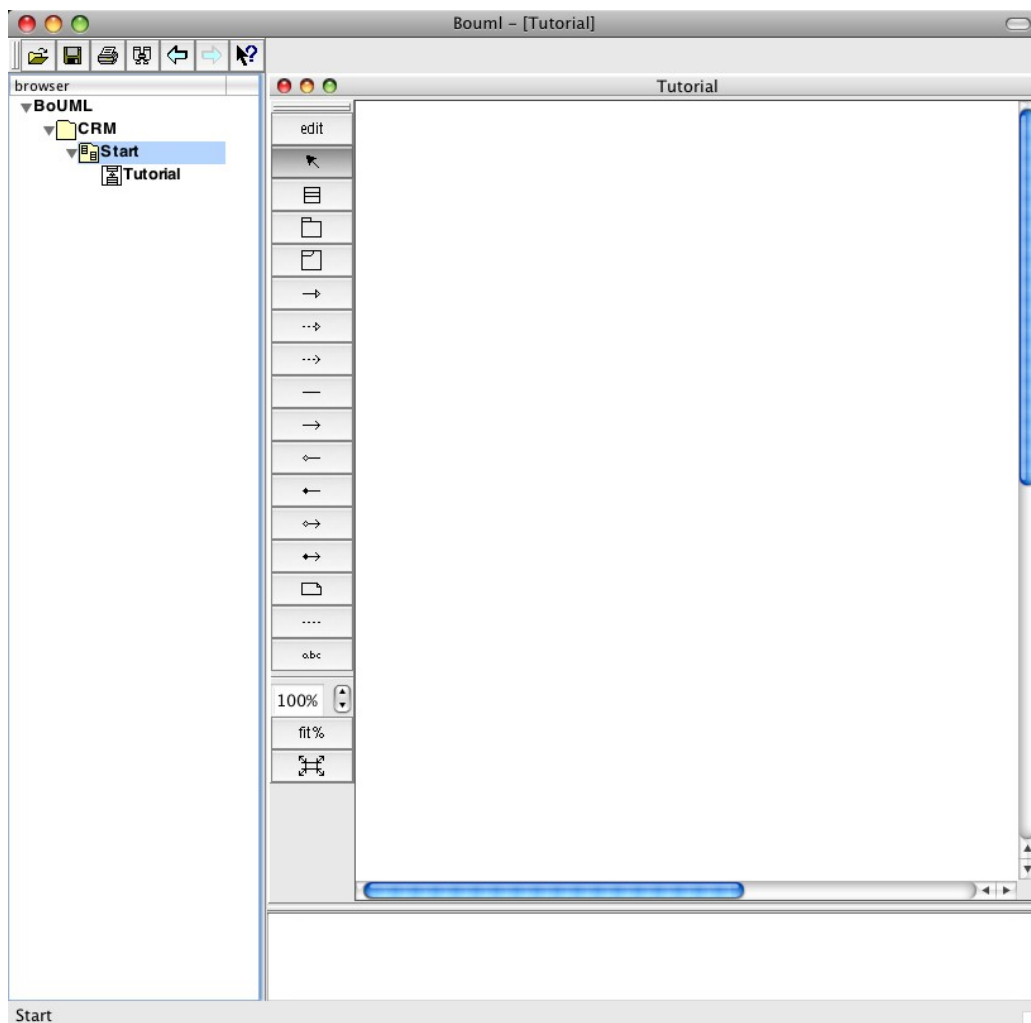 Bouml - [Tutorial]
browser
BoUML
CRM
Start
Tutorial
Tutorial
edit
abc
100%
fit%
Start